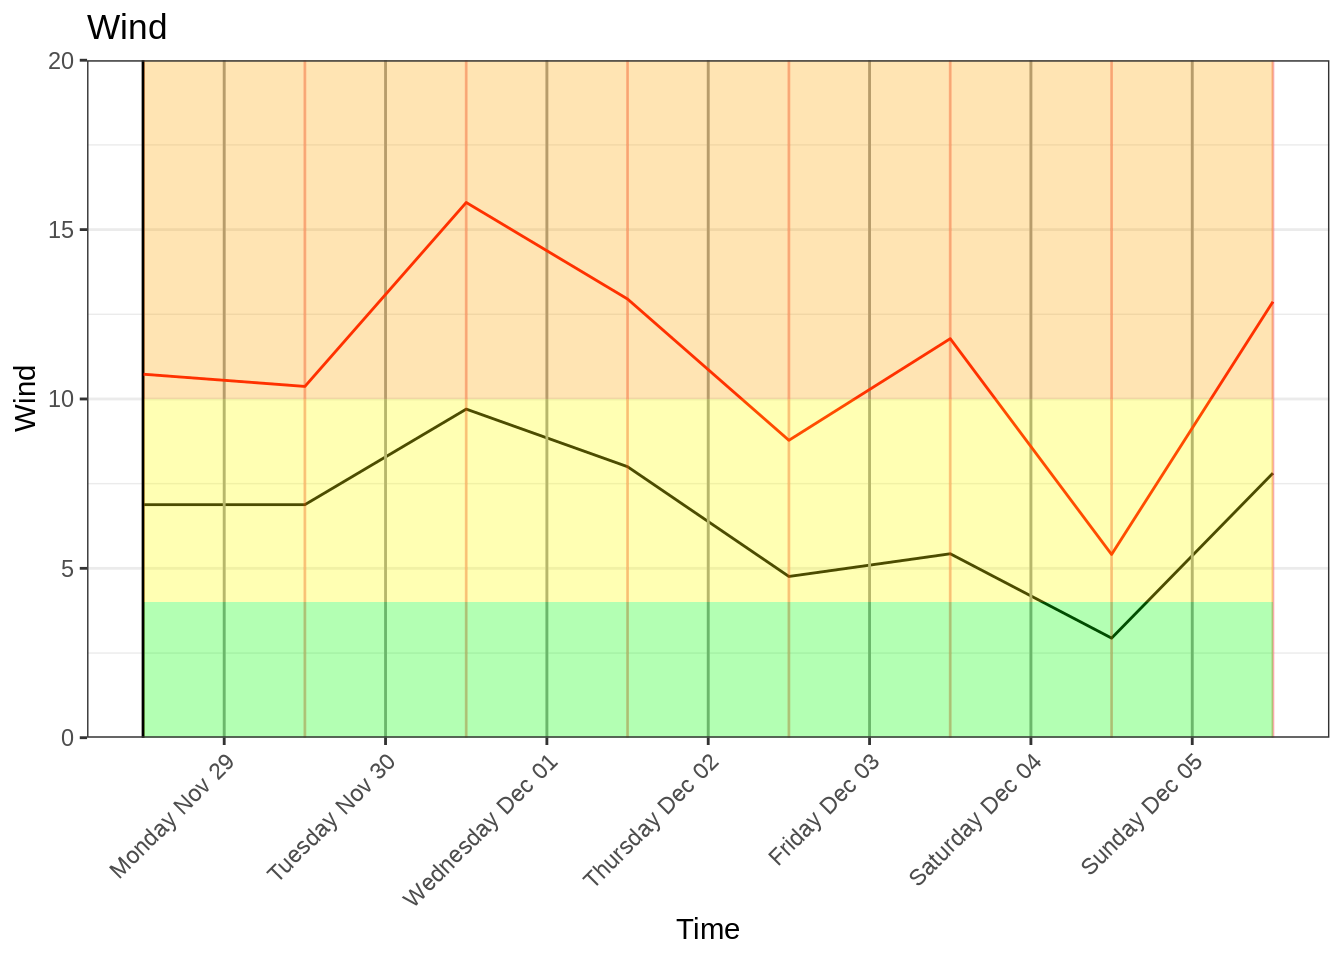 Wind
20
15
10
5
0
Wind
Monday Nov 29
Tuesday Nov 30
Wednesday Dec 01
Thursday Dec 02
Friday Dec 03
Saturday Dec 04
Sunday Dec 05
Time